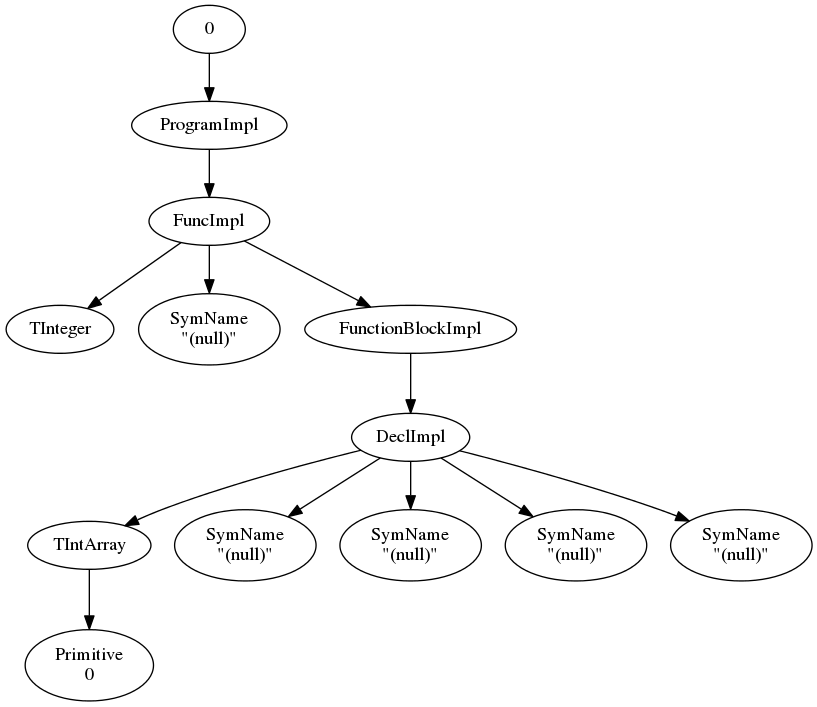 0
ProgramImpl
FuncImpl
TInteger
SymName
"(null)"
FunctionBlockImpl
DeclImpl
TIntArray
SymName
"(null)"
SymName
"(null)"
SymName
"(null)"
SymName
"(null)"
Primitive
0